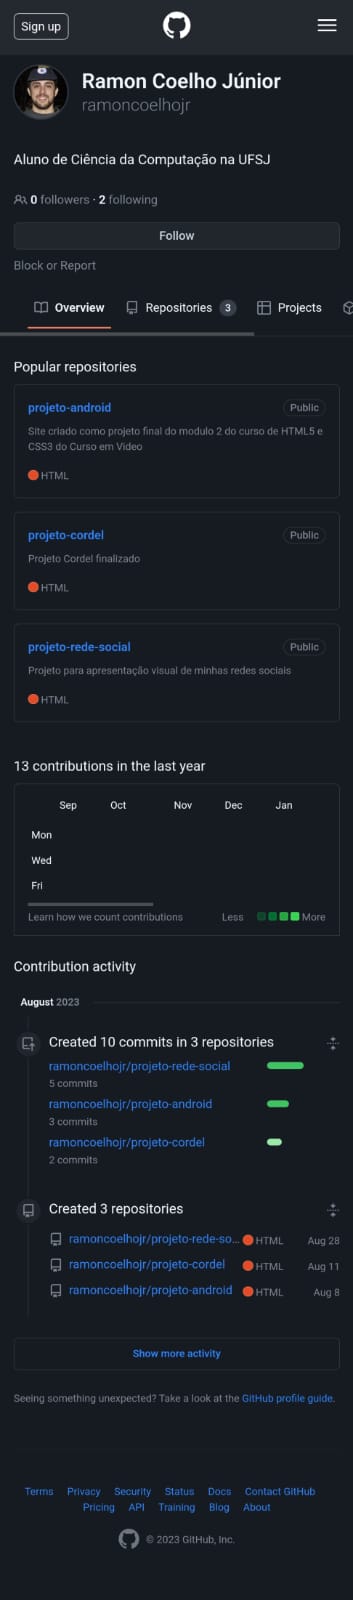 Sign up
Ramon Coelho Júnior
ramoncoelhojr
Aluno de Ciência da Computação na UFSJ
0 followers · 2 following
Follow
Block or Report
Overview Repositories 3 Projects
Popular repositories
projeto-android Public
Site criado como projeto final do modulo 2 do curso de HTML5 e
CSS3 do Curso em Video
HTML
projeto-cordel Public
Projeto Cordel finalizado
HTML
projeto-rede-social Public
Projeto para apresentação visual de minhas redes sociais
HTML
13 contributions in the last year
Sep Oct Nov Dec Jan
Mon
Wed
Fri
Learn how we count contributions Less More
Contribution activity
August 2023
Created 10 commits in 3 repositories
ramoncoelhojr/projeto-rede-social
5 commits
ramoncoelhojr/projeto-android
3 commits
ramoncoelhojr/projeto-cordel
2 commits
Created 3 repositories
ramoncoelhojr/projeto-rede-so... HTML Aug 28
ramoncoelhojr/projeto-cordel HTML Aug 11
ramoncoelhojr/projeto-android HTML Aug 8
Show more activity
Seeing something unexpected? Take a look at the GitHub profile guide.
Terms Privacy Security Status Docs Contact GitHub
Pricing API Training Blog About
© 2023 GitHub, Inc.